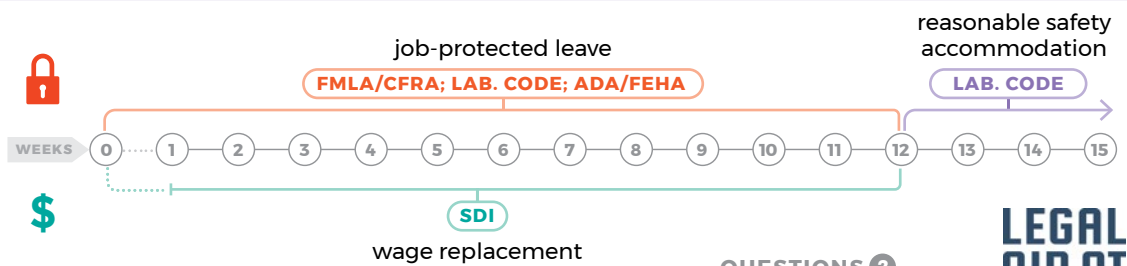 reasonable safety
accommodation
job-protected leave
FMLA/CFRA; LAB. CODE; ADA/FEHA
LAB. CODE
WEEKS 0 1 2 3 4 5 6 7 8 9 10 11 12 13 14 15
$
SDI
wage replacement
LEGAL
QUESTIONS ?